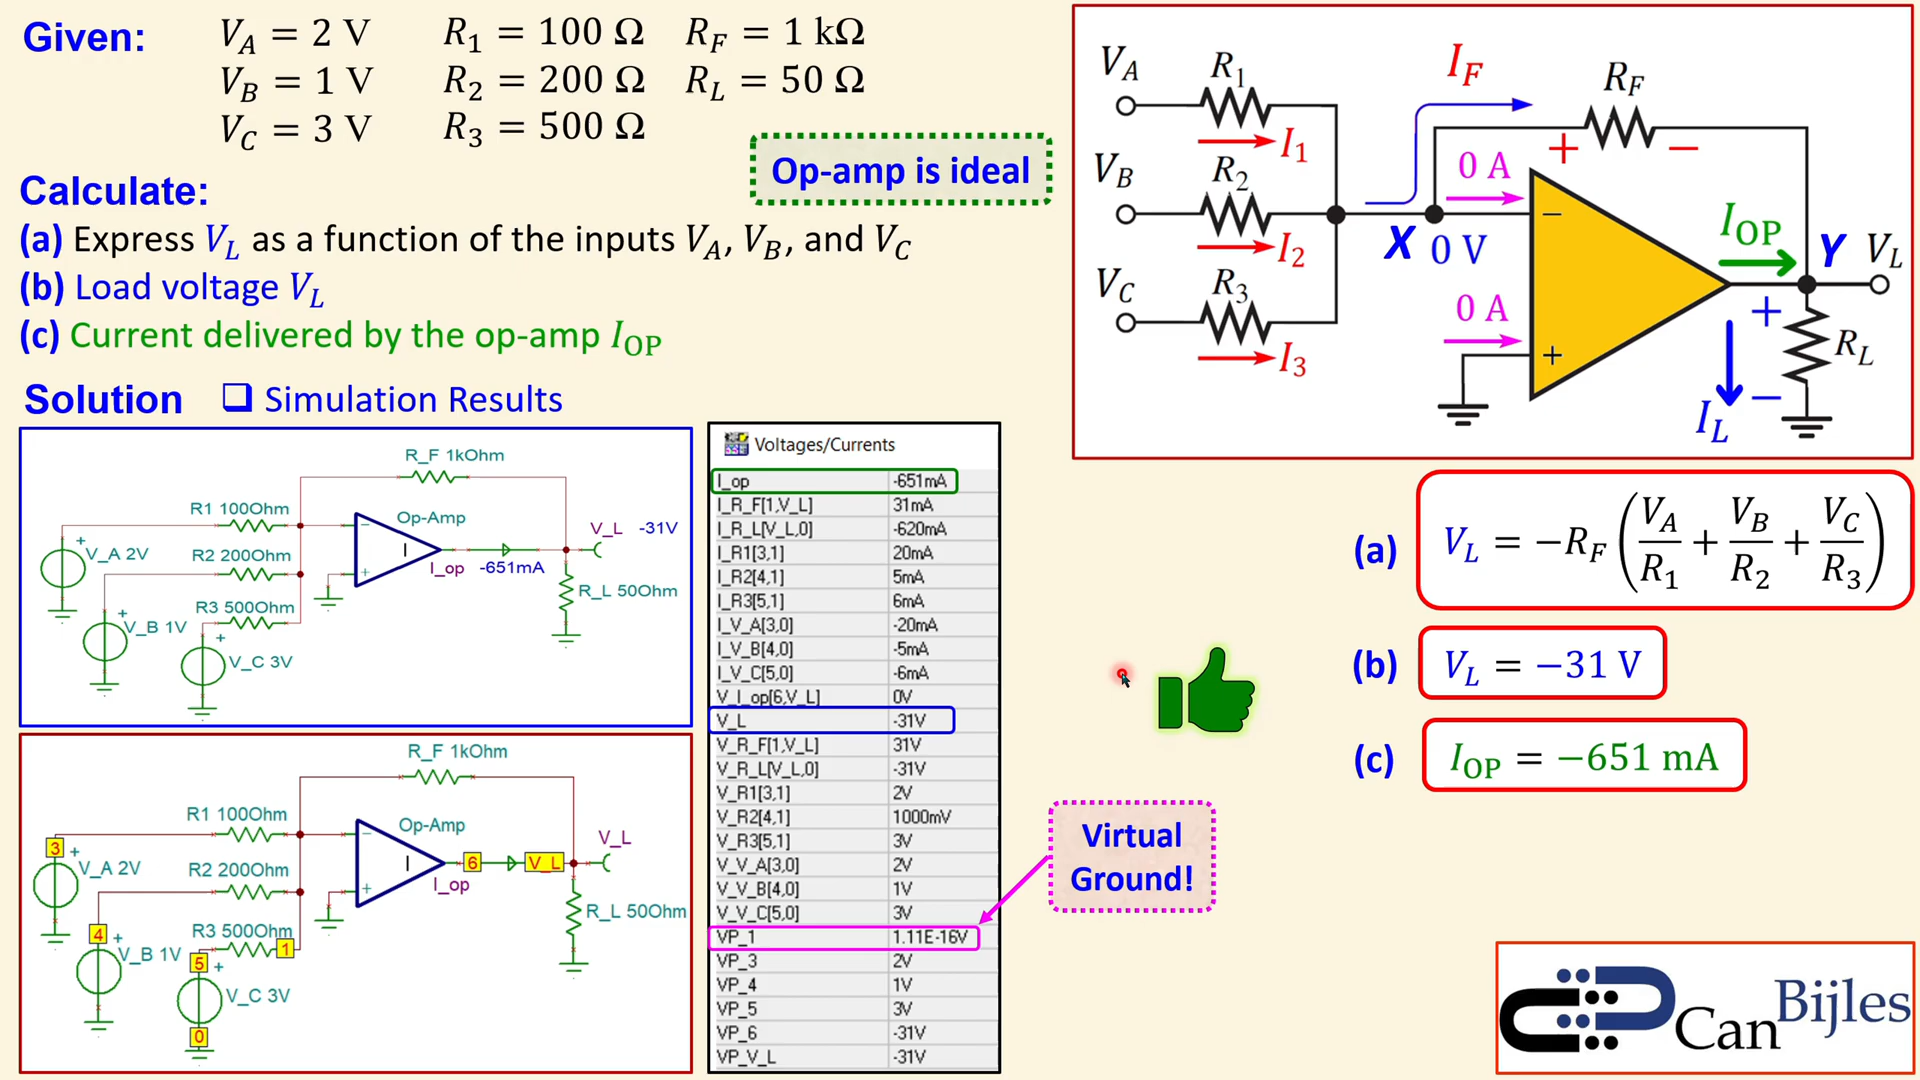 Given:
V_A = 2 V
R_1 = 100 Ω
R_F = 1 kΩ
V_B = 1 V
R_2 = 200 Ω
R_L = 50 Ω
V_C = 3 V
R_3 = 500 Ω
Op-amp is ideal
Calculate:
(a) Express V_L as a function of the inputs V_A, V_B, and V_C
(b) Load voltage V_L
(c) Current delivered by the op-amp I_OP
V_A
R_1
I_1
V_B
R_2
I_2
V_C
R_3
I_3
I_F
R_F
+
−
0 A
X
0 V
0 A
−
+
I_OP
Y
V_L
+
−
R_L
I_L
Solution
❑ Simulation Results
R_F 1kOhm
R1 100Ohm
Op-Amp
−
+
I
V_L
-31V
+
V_A 2V
R2 200Ohm
I_op
-651mA
R_L 50Ohm
R3 500Ohm
+
V_B 1V
+
V_C 3V
R_F 1kOhm
R1 100Ohm
Op-Amp
−
+
I
V_L
3
+
V_A 2V
R2 200Ohm
6
V_L
I_op
R_L 50Ohm
R3 500Ohm
4
+
V_B 1V
1
5
+
V_C 3V
0
Voltages/Currents
I_op -651mA
I_R_F[1,V_L] 31mA
I_R_L[V_L,0] -620mA
I_R1[3,1] 20mA
I_R2[4,1] 5mA
I_R3[5,1] 6mA
I_V_A[3,0] -20mA
I_V_B[4,0] -5mA
I_V_C[5,0] -6mA
V_I_op[6,V_L] 0V
V_L -31V
V_R_F[1,V_L] 31V
V_R_L[V_L,0] -31V
V_R1[3,1] 2V
V_R2[4,1] 1000mV
V_R3[5,1] 3V
V_V_A[3,0] 2V
V_V_B[4,0] 1V
V_V_C[5,0] 3V
VP_1 1.11E-16V
VP_3 2V
VP_4 1V
VP_5 3V
VP_6 -31V
VP_V_L -31V
Virtual
Ground!
(a) V_L = −R_F (V_A/R_1 + V_B/R_2 + V_C/R_3)
(b) V_L = −31 V
(c) I_OP = −651 mA
Can Bijles